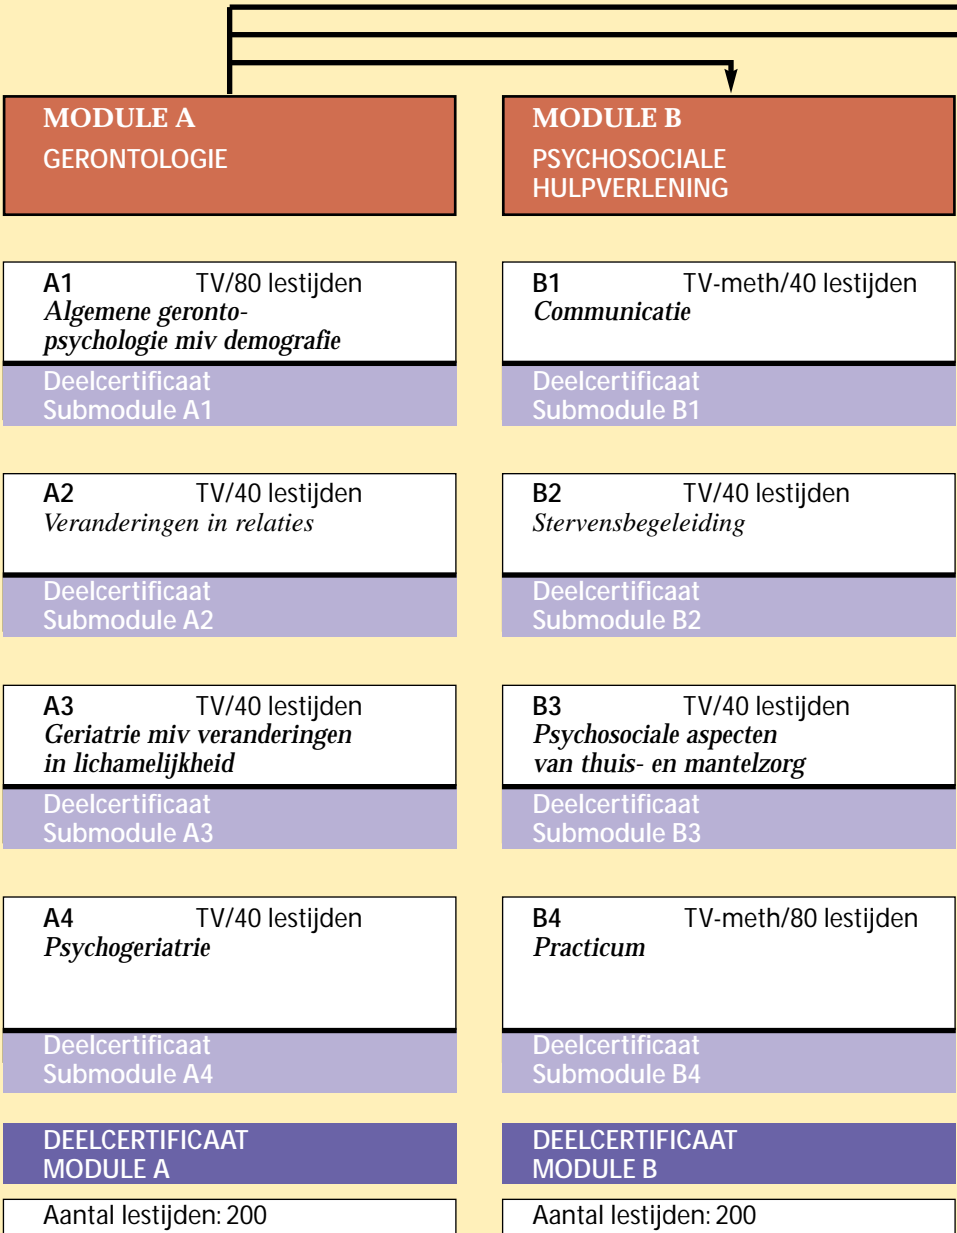 MODULE A
GERONTOLOGIE
A1 TV/80 lestijden
Algemene geronto-
psychologie miv demografie
Deelcertificaat
Submodule A1
A2 TV/40 lestijden
Veranderingen in relaties
Deelcertificaat
Submodule A2
A3 TV/40 lestijden
Geriatrie miv veranderingen
in lichamelijkheid
Deelcertificaat
Submodule A3
A4 TV/40 lestijden
Psychogeriatrie
Deelcertificaat
Submodule A4
DEELCERTIFICAAT
MODULE A
Aantal lestijden: 200
MODULE B
PSYCHOSOCIALE
HULPVERLENING
B1 TV-meth/40 lestijden
Communicatie
Deelcertificaat
Submodule B1
B2 TV/40 lestijden
Stervensbegeleiding
Deelcertificaat
Submodule B2
B3 TV/40 lestijden
Psychosociale aspecten
van thuis- en mantelzorg
Deelcertificaat
Submodule B3
B4 TV-meth/80 lestijden
Practicum
Deelcertificaat
Submodule B4
DEELCERTIFICAAT
MODULE B
Aantal lestijden: 200